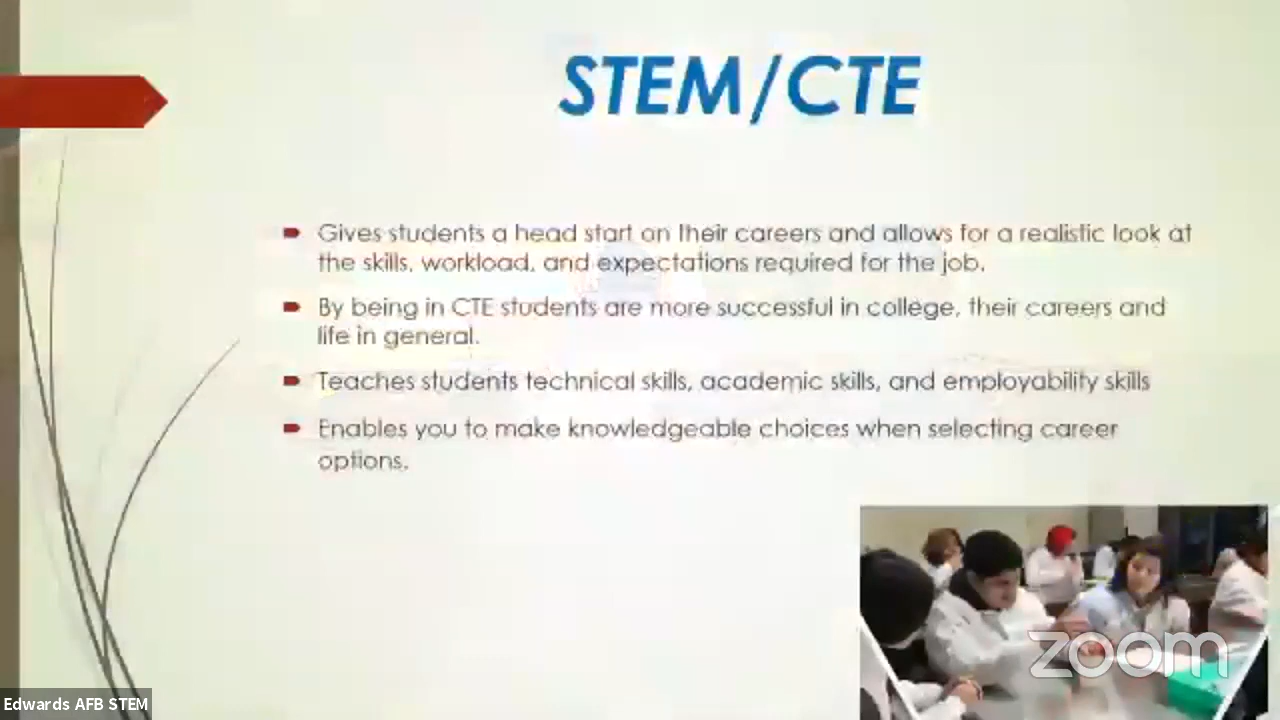 STEM/CTE
Gives students a head start on their careers and allows for a realistic look at
the skills, workload, and expectations required for the job.
By being in CTE students are more successful in college, their careers and
life in general.
Teaches students technical skills, academic skills, and employability skills
Enables you to make knowledgeable choices when selecting career
options.
zoom
Edwards AFB STEM